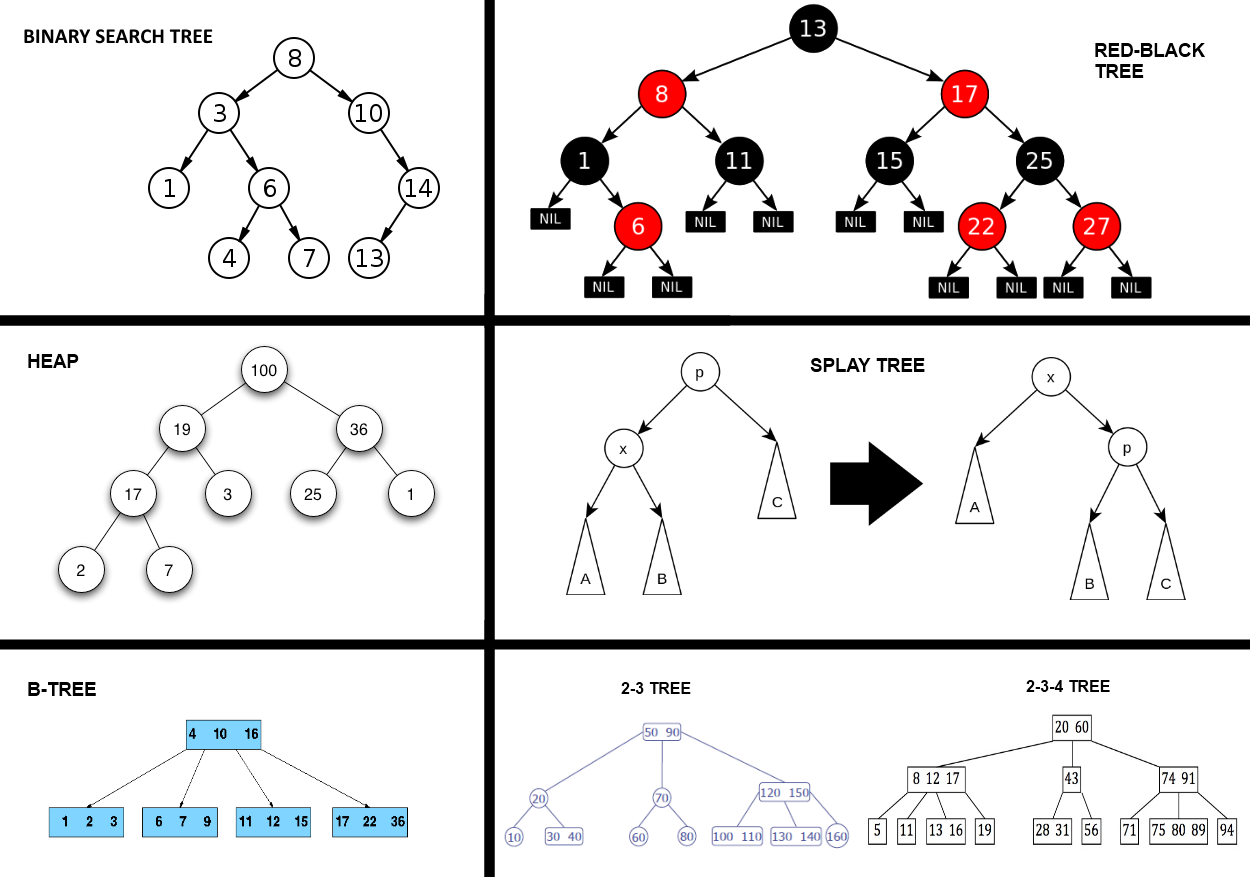 BINARY SEARCH TREE
8
3 10
1 6 14
4 7 13
RED-BLACK
TREE
13
8 17
1 11 15 25
NIL 6 NIL NIL NIL NIL 22 27
NIL NIL NIL NIL NIL NIL
HEAP
100
19 36
17 3 25 1
2 7
SPLAY TREE
p
x
C
A B
x
p
A
B C
B-TREE
4 10 16
1 2 3 6 7 9 11 12 15 17 22 36
2-3 TREE
50 90
20 70 120 150
10 30 40 60 80 100 110 130 140 160
2-3-4 TREE
20 60
8 12 17 43 74 91
5 11 13 16 19 28 31 56 71 75 80 89 94